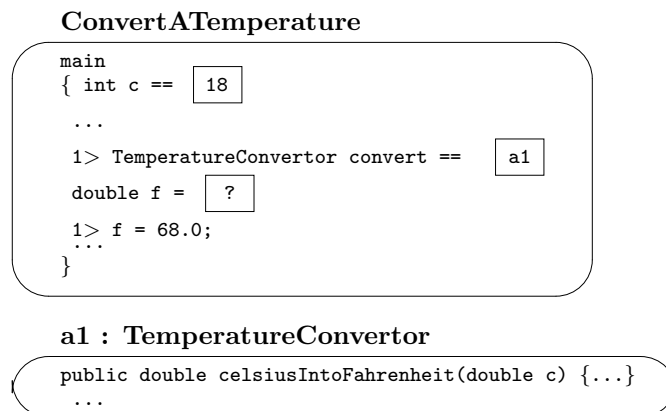 ConvertATemperature
main
{ int c == 18
...
1> TemperatureConvertor convert == a1
double f = ?
1> f = 68.0;
...
}
a1 : TemperatureConvertor
public double celsiusIntoFahrenheit(double c) {...}
...